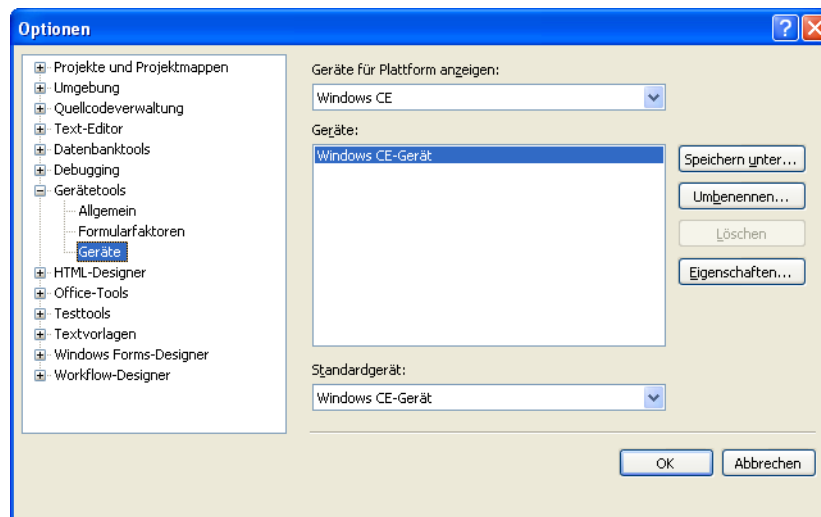 Optionen
Projekte und Projektmappen
Umgebung
Quellcodeverwaltung
Text-Editor
Datenbanktools
Debugging
Gerätetools
Allgemein
Formularfaktoren
Geräte
HTML-Designer
Office-Tools
Testtools
Textvorlagen
Windows Forms-Designer
Workflow-Designer
Geräte für Plattform anzeigen:
Windows CE
Geräte:
Windows CE-Gerät
Speichern unter...
Umbenennen...
Löschen
Eigenschaften...
Standardgerät:
Windows CE-Gerät
OK
Abbrechen